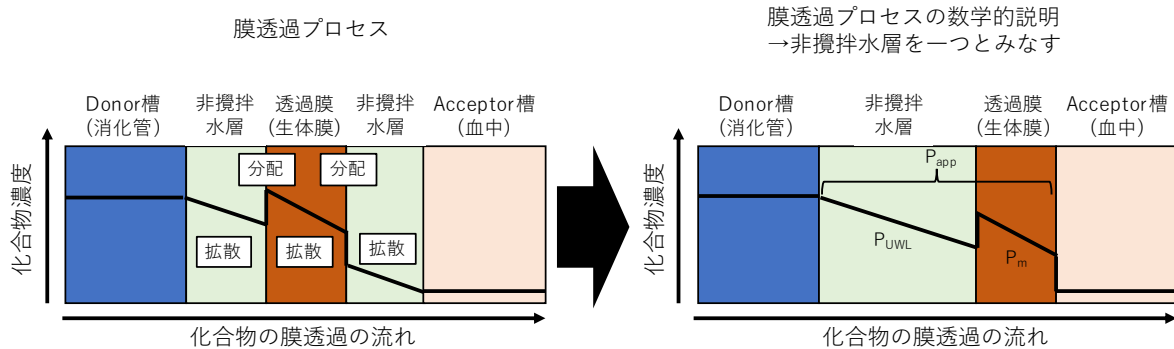 膜透過プロセス
Donor槽
(消化管)
非攪拌
水層
透過膜
(生体膜)
非攪拌
水層
Acceptor槽
(血中)
化合物濃度
分配
分配
拡散
拡散
拡散
化合物の膜透過の流れ
膜透過プロセスの数学的説明
→非攪拌水層を一つとみなす
Donor槽
(消化管)
非攪拌
水層
透過膜
(生体膜)
Acceptor槽
(血中)
化合物濃度
Papp
PUWL
Pm
化合物の膜透過の流れ